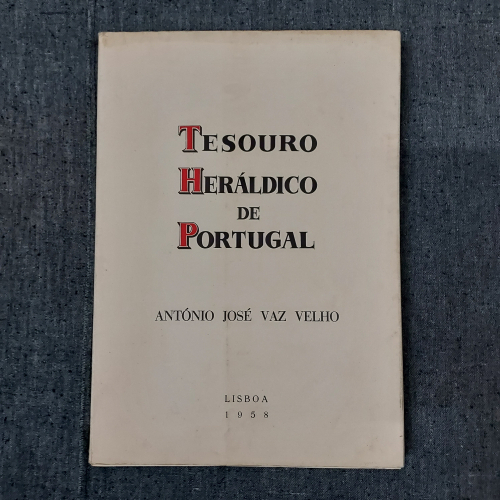 TESOURO
HERÁLDICO
DE
PORTUGAL
ANTÓNIO JOSÉ VAZ VELHO
LISBOA
1958